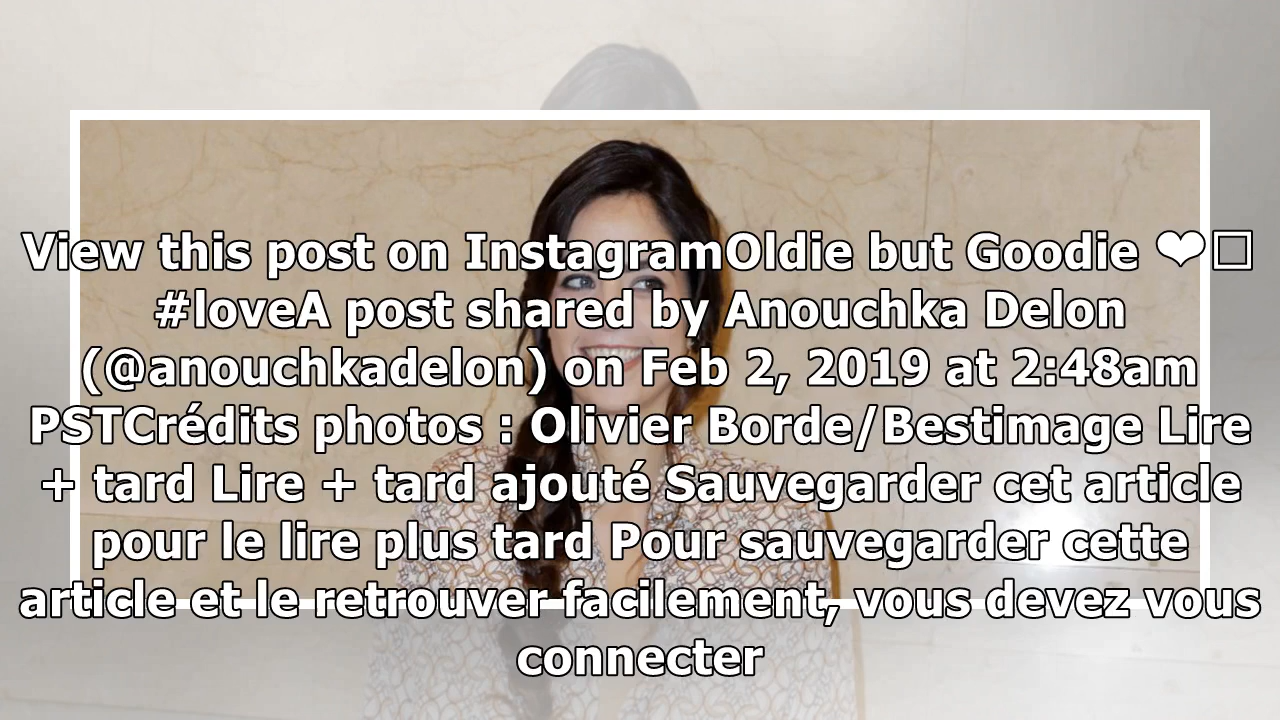 View this post on InstagramOldie but Goodie ❤□
#loveA post shared by Anouchka Delon
(@anouchkadelon) on Feb 2, 2019 at 2:48am
PSTCrédits photos : Olivier Borde/Bestimage Lire
+ tard Lire + tard ajouté Sauvegarder cet article
pour le lire plus tard Pour sauvegarder cette
article et le retrouver facilement, vous devez vous
connecter